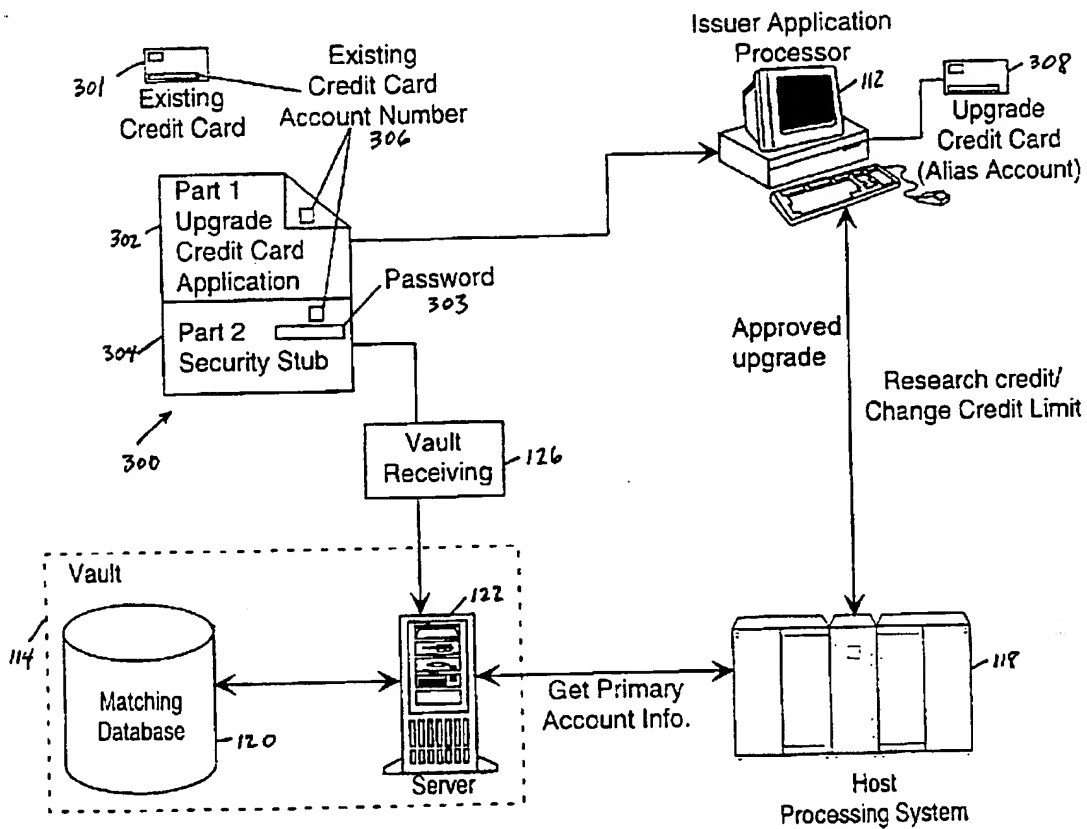 301
Existing
Credit Card
Existing
Credit Card
Account Number
306
Issuer Application
Processor
112
308
Upgrade
Credit Card
(Alias Account)
302
Part 1
Upgrade
Credit Card
Application
Password
303
304
Part 2
Security Stub
300
Vault
Receiving
126
Approved
upgrade
Research credit/
Change Credit Limit
Vault
114
Matching
Database
120
122
Server
Get Primary
Account Info.
118
Host
Processing System